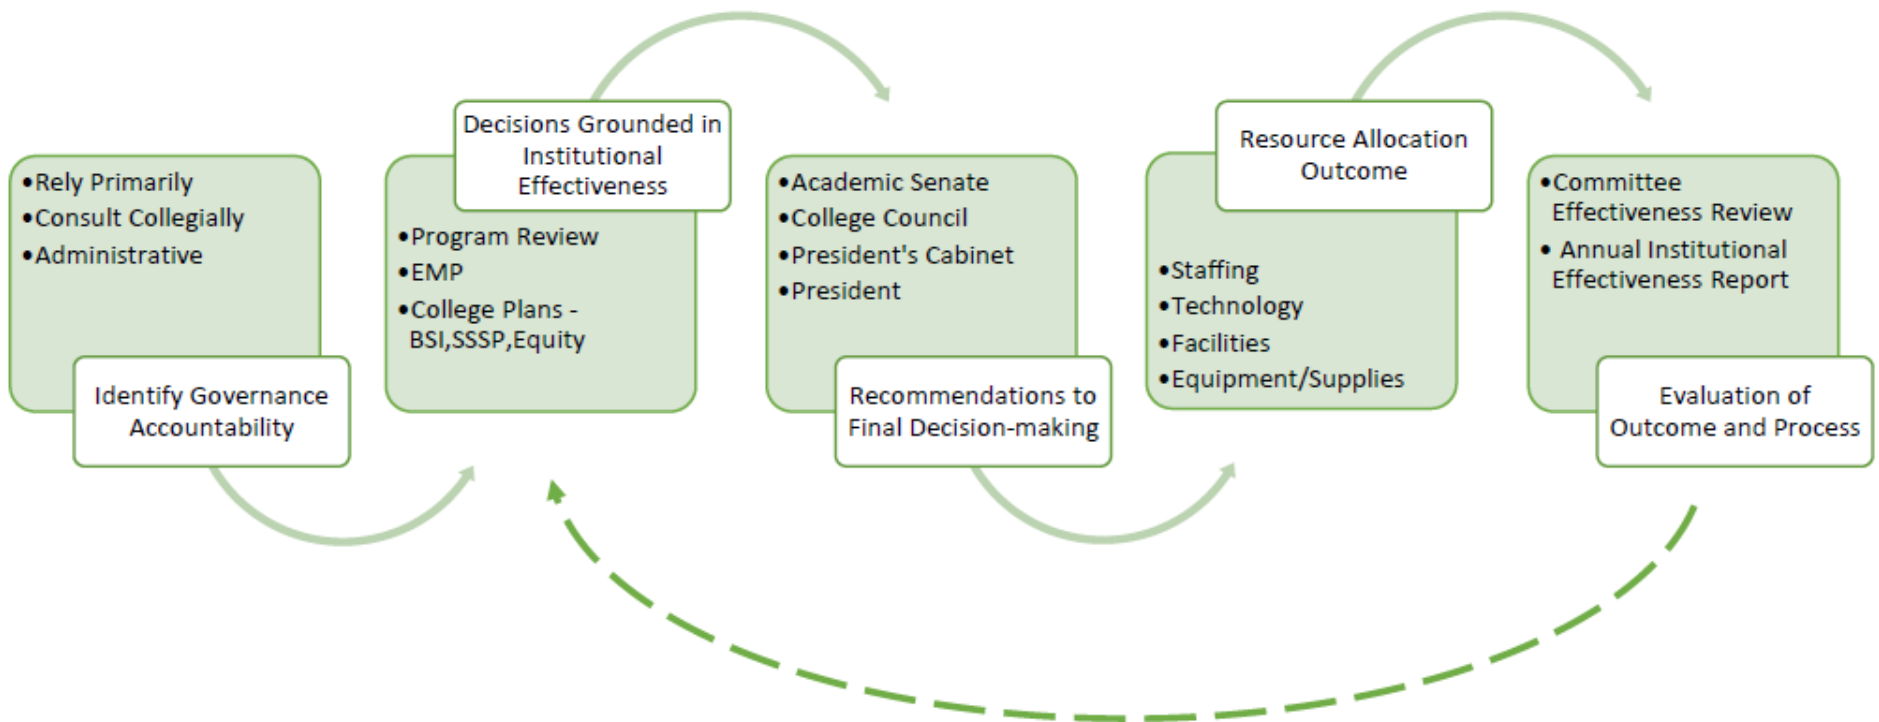 •Rely Primarily
•Consult Collegially
•Administrative
Identify Governance
Accountability
Decisions Grounded in
Institutional
Effectiveness
•Program Review
•EMP
•College Plans -
BSI,SSSP,Equity
•Academic Senate
•College Council
•President's Cabinet
•President
Recommendations to
Final Decision-making
Resource Allocation
Outcome
•Staffing
•Technology
•Facilities
•Equipment/Supplies
•Committee
Effectiveness Review
• Annual Institutional
Effectiveness Report
Evaluation of
Outcome and Process